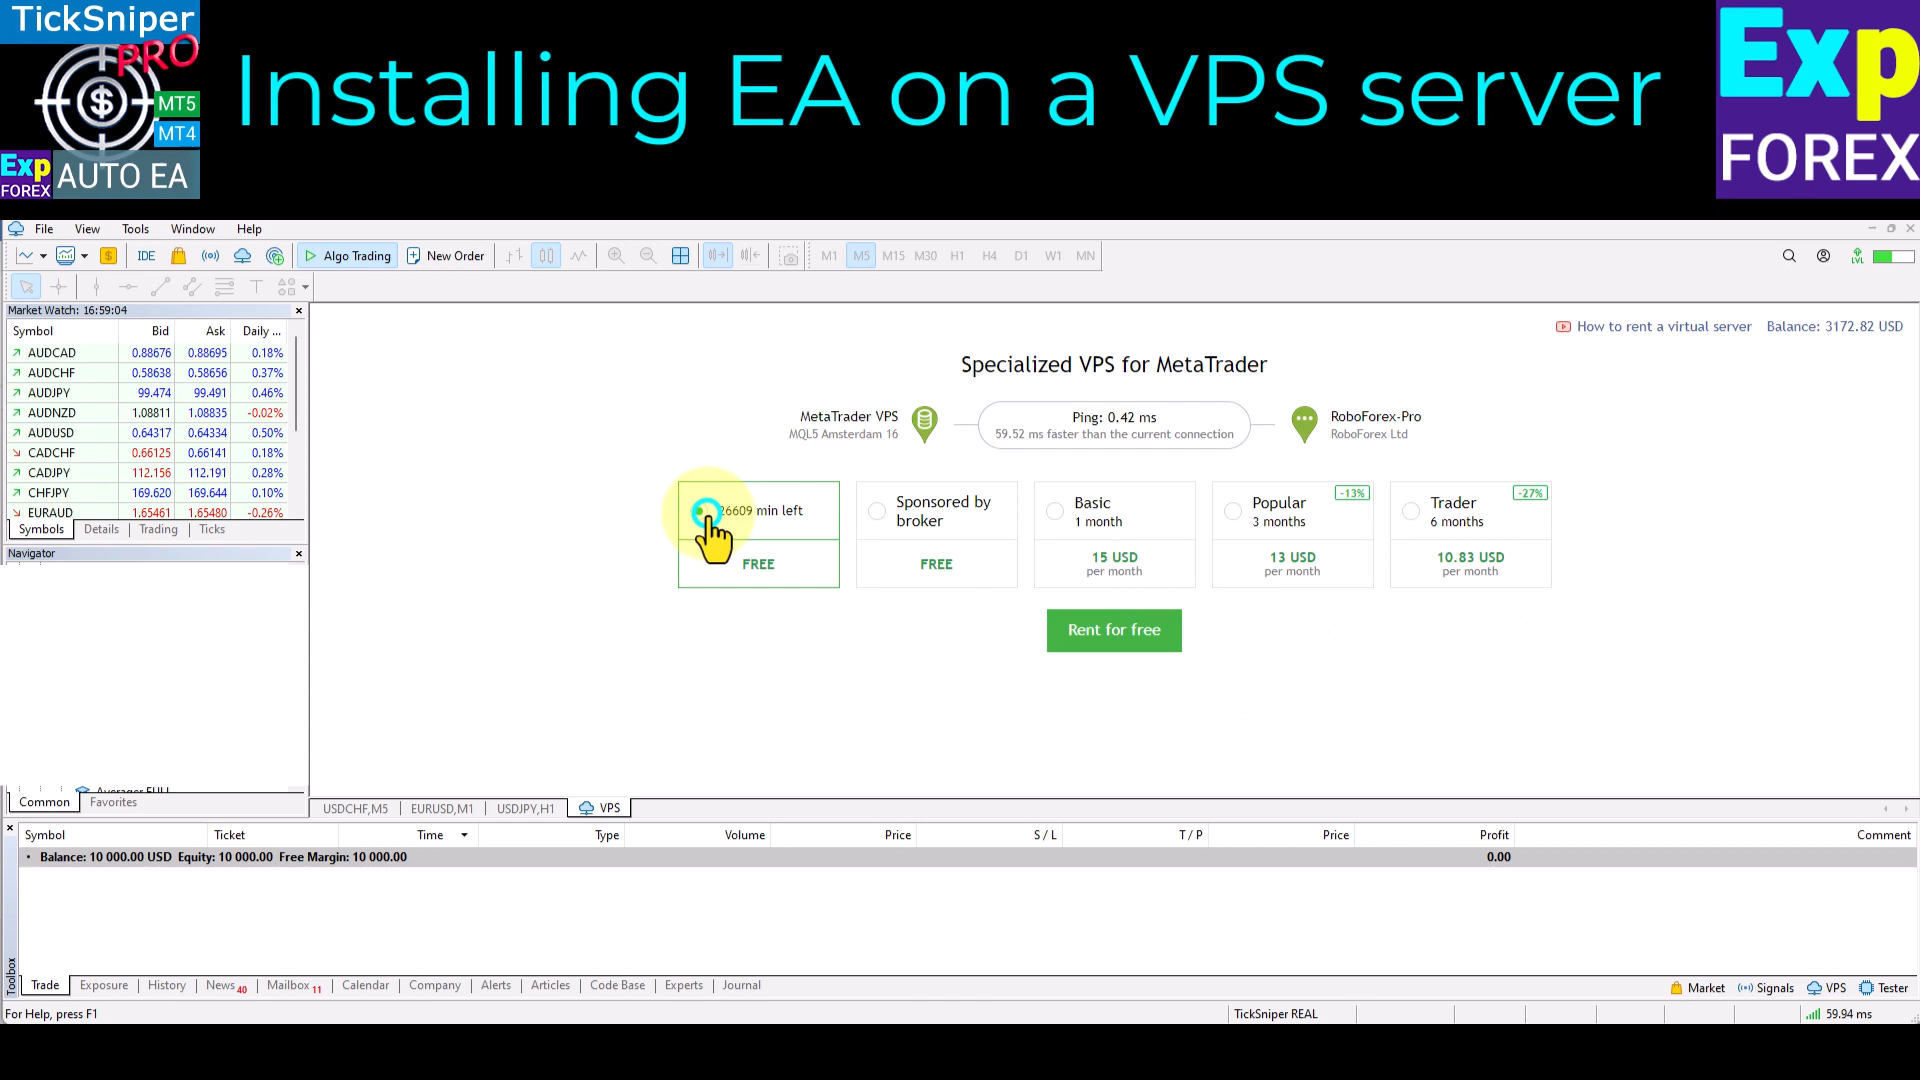 TickSniper
PRO
$
MT5
MT4
Exp
FOREX
AUTO EA
Installing EA on a VPS server
Exp
FOREX
File View Tools Window Help
IDE Algo Trading New Order M1 M5 M15 M30 H1 H4 D1 W1 MN LVL
Market Watch: 16:59:04
Symbol Bid Ask Daily ...
AUDCAD 0.88676 0.88695 0.18%
AUDCHF 0.58638 0.58656 0.37%
AUDJPY 99.474 99.491 0.46%
AUDNZD 1.08811 1.08835 -0.02%
AUDUSD 0.64317 0.64334 0.50%
CADCHF 0.66125 0.66141 0.18%
CADJPY 112.156 112.191 0.28%
CHFJPY 169.620 169.644 0.10%
EURAUD 1.65461 1.65480 -0.26%
Symbols Details Trading Ticks
Navigator
Common Favorites
How to rent a virtual server Balance: 3172.82 USD
Specialized VPS for MetaTrader
MetaTrader VPS
MQL5 Amsterdam 16
Ping: 0.42 ms
59.52 ms faster than the current connection
RoboForex-Pro
RoboForex Ltd
26609 min left
FREE
Sponsored by
broker
FREE
Basic
1 month
15 USD
per month
-13%
Popular
3 months
13 USD
per month
-27%
Trader
6 months
10.83 USD
per month
Rent for free
USDCHF,M5 EURUSD,M1 USDJPY,H1 VPS
Symbol Ticket Time Type Volume Price S / L T / P Price Profit Comment
Balance: 10 000.00 USD Equity: 10 000.00 Free Margin: 10 000.00 0.00
Toolbox
Trade Exposure History News 40 Mailbox 11 Calendar Company Alerts Articles Code Base Experts Journal
Market Signals VPS Tester
For Help, press F1 TickSniper REAL 59.94 ms